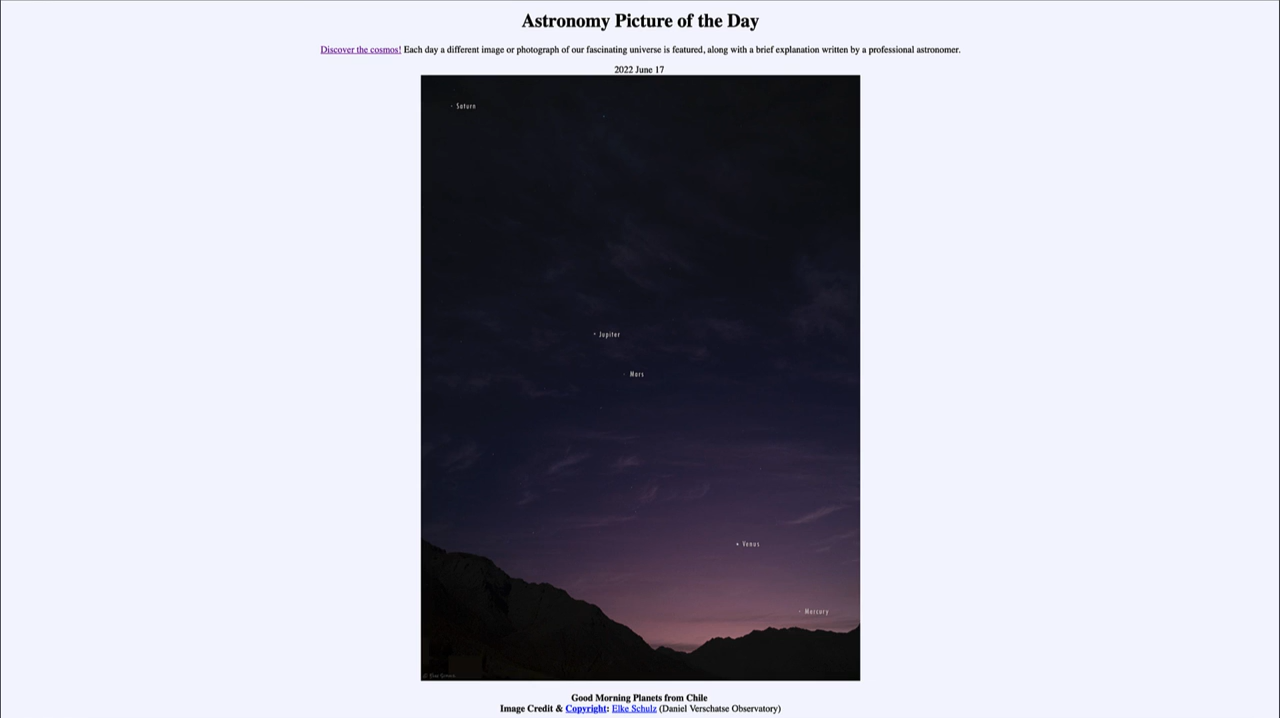 Astronomy Picture of the Day
Discover the cosmos! Each day a different image or photograph of our fascinating universe is featured, along with a brief explanation written by a professional astronomer.
2022 June 17
Saturn
Jupiter
Mars
Venus
Mercury
Good Morning Planets from Chile
Image Credit & Copyright: Elke Schulz (Daniel Verschatse Observatory)